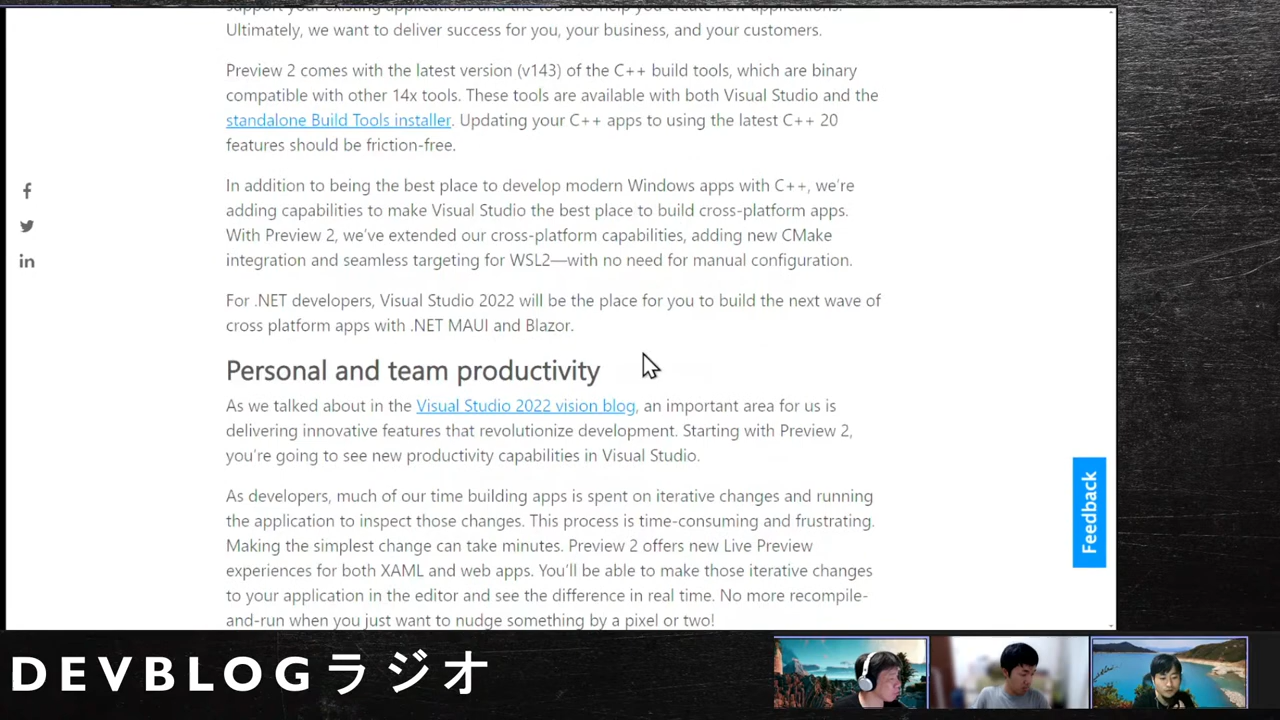 support your existing applications and the tools to help you create new applications.
Ultimately, we want to deliver success for you, your business, and your customers.
Preview 2 comes with the latest version (v143) of the C++ build tools, which are binary
compatible with other 14x tools. These tools are available with both Visual Studio and the
standalone Build Tools installer. Updating your C++ apps to using the latest C++ 20
features should be friction-free.
In addition to being the best place to develop modern Windows apps with C++, we're
adding capabilities to make Visual Studio the best place to build cross-platform apps.
With Preview 2, we've extended our cross-platform capabilities, adding new CMake
integration and seamless targeting for WSL2—with no need for manual configuration.
For .NET developers, Visual Studio 2022 will be the place for you to build the next wave of
cross platform apps with .NET MAUI and Blazor.
Personal and team productivity
As we talked about in the Visual Studio 2022 vision blog, an important area for us is
delivering innovative features that revolutionize development. Starting with Preview 2,
you're going to see new productivity capabilities in Visual Studio.
As developers, much of our time building apps is spent on iterative changes and running
the application to inspect those changes. This process is time-consuming and frustrating.
Making the simplest change can take minutes. Preview 2 offers new Live Preview
experiences for both XAML and web apps. You'll be able to make those iterative changes
to your application in the editor and see the difference in real time. No more recompile-
and-run when you just want to nudge something by a pixel or two!
Feedback
DEVBLOGラジオ